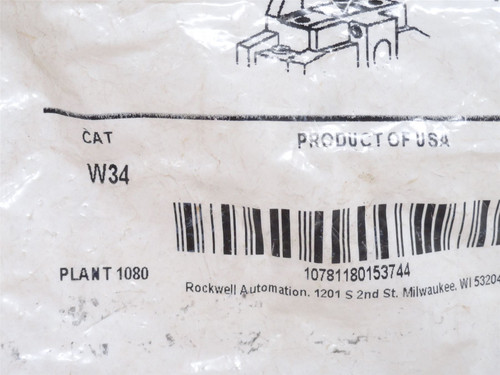 CAT PRODUCT OF USA
W34
10781180153744
PLANT 1080
Rockwell Automation. 1201 S 2nd St. Milwaukee. WI 53204